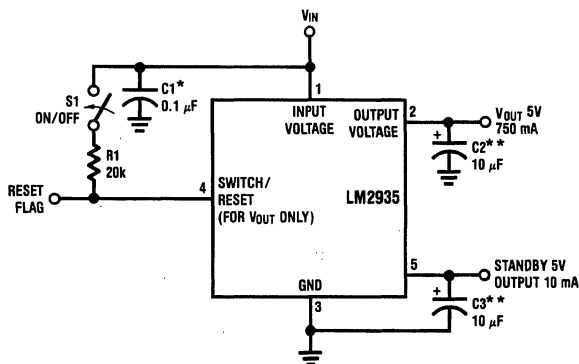 VIN
S1
ON/OFF
C1*
0.1 µF
1
INPUT
VOLTAGE
OUTPUT
VOLTAGE
2
VOUT 5V
750 mA
+
C2**
10 µF
R1
20k
RESET
FLAG
4
SWITCH/
RESET
(FOR VOUT ONLY)
LM2935
5
STANDBY 5V
OUTPUT 10 mA
GND
3
+
C3**
10 µF